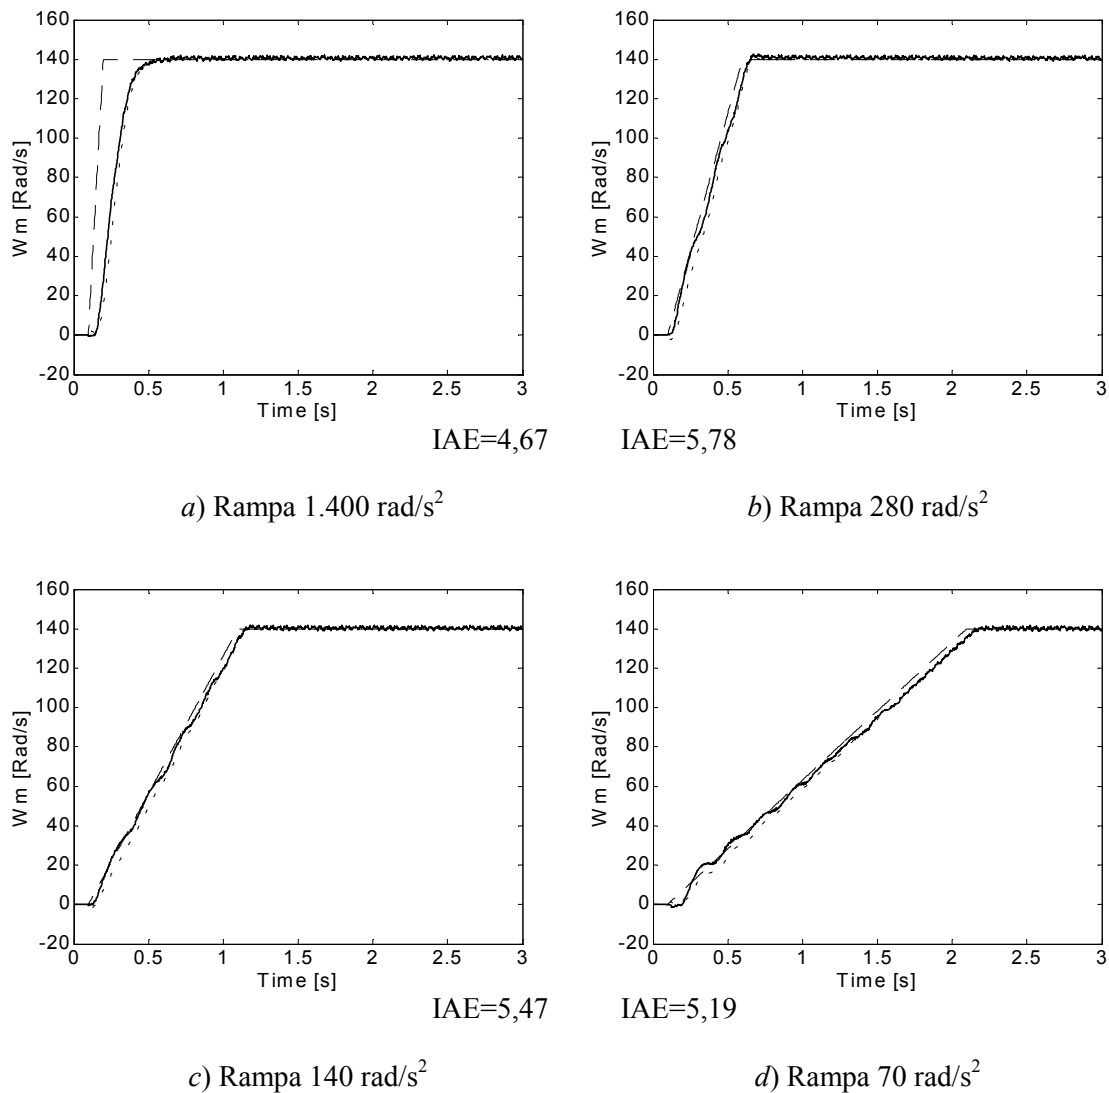 160
140
120
100
80
60
40
20
0
-20
Wm [Rad/s]
0 0.5 1 1.5 2 2.5 3
Time [s]
160
140
120
100
80
60
40
20
0
-20
Wm [Rad/s]
0 0.5 1 1.5 2 2.5 3
Time [s]
IAE=4,67 IAE=5,78
a) Rampa 1.400 rad/s² b) Rampa 280 rad/s²
160
140
120
100
80
60
40
20
0
-20
Wm [Rad/s]
0 0.5 1 1.5 2 2.5 3
Time [s]
160
140
120
100
80
60
40
20
0
-20
Wm [Rad/s]
0 0.5 1 1.5 2 2.5 3
Time [s]
IAE=5,47 IAE=5,19
c) Rampa 140 rad/s² d) Rampa 70 rad/s²